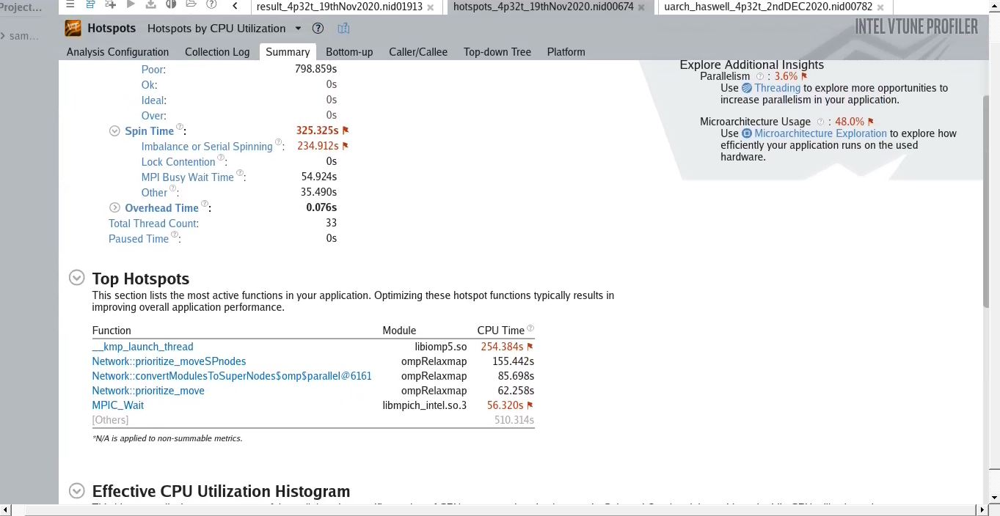 Project...
result_4p32t_19thNov2020.nid01913
hotspots_4p32t_19thNov2020.nid00674
uarch_haswell_4p32t_2ndDEC2020.nid00782
sam...
Hotspots Hotspots by CPU Utilization
INTEL VTUNE PROFILER
Analysis Configuration Collection Log Summary Bottom-up Caller/Callee Top-down Tree Platform
Poor: 798.859s
Ok: 0s
Ideal: 0s
Over: 0s
Spin Time ?: 325.325s
Imbalance or Serial Spinning ?: 234.912s
Lock Contention ?: 0s
MPI Busy Wait Time ?: 54.924s
Other ?: 35.490s
Overhead Time ?: 0.076s
Total Thread Count: 33
Paused Time ?: 0s
Explore Additional Insights
Parallelism ? : 3.6%
Use Threading to explore more opportunities to
increase parallelism in your application.
Microarchitecture Usage ? : 48.0%
Use Microarchitecture Exploration to explore how
efficiently your application runs on the used
hardware.
Top Hotspots
This section lists the most active functions in your application. Optimizing these hotspot functions typically results in
improving overall application performance.
Function Module CPU Time ?
__kmp_launch_thread libiomp5.so 254.384s
Network::prioritize_moveSPnodes ompRelaxmap 155.442s
Network::convertModulesToSuperNodes$omp$parallel@6161 ompRelaxmap 85.698s
Network::prioritize_move ompRelaxmap 62.258s
MPIC_Wait libmpich_intel.so.3 56.320s
[Others] 510.314s
*N/A is applied to non-summable metrics.
Effective CPU Utilization Histogram